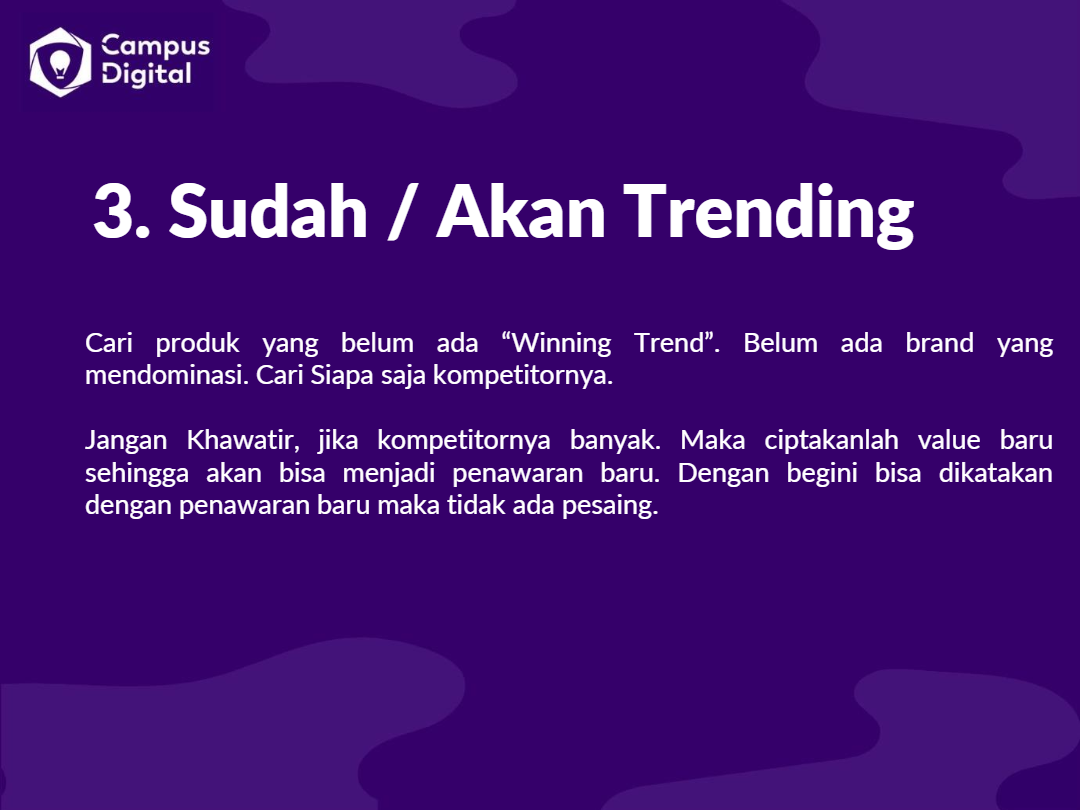 Campus
Digital
3. Sudah / Akan Trending
Cari produk yang belum ada “Winning Trend”. Belum ada brand yang
mendominasi. Cari Siapa saja kompetitornya.
Jangan Khawatir, jika kompetitornya banyak. Maka ciptakanlah value baru
sehingga akan bisa menjadi penawaran baru. Dengan begini bisa dikatakan
dengan penawaran baru maka tidak ada pesaing.